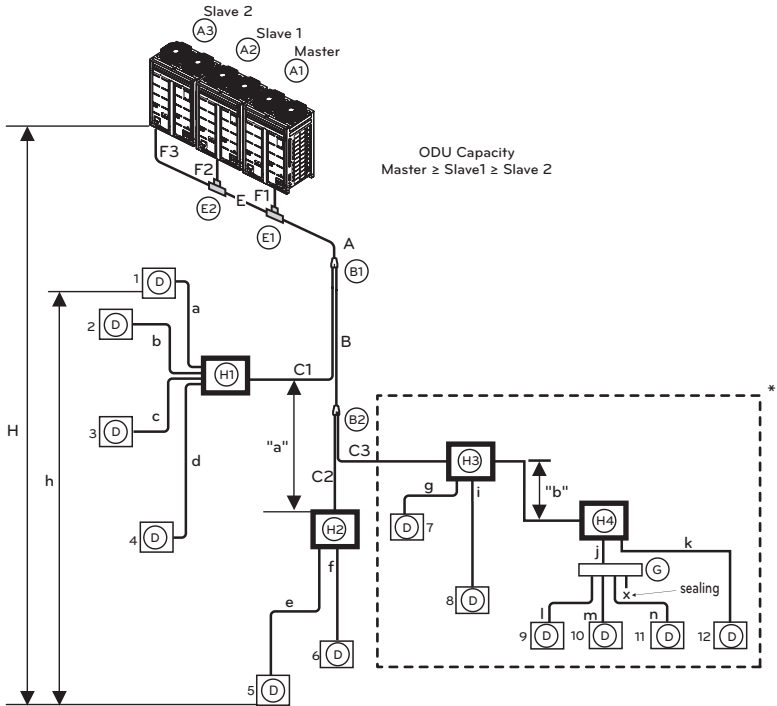 Slave 2
A3
Slave 1
A2
Master
A1
ODU Capacity
Master ≥ Slave1 ≥ Slave 2
F3
F2
E
F1
E2
E1
A
B1
1
D
a
2
D
b
H1
C1
B
3
D
c
d
4
D
H
h
"a"
B2
*
C3
C2
H2
H3
g
i
"b"
D
7
H4
j
k
8
D
G
x
sealing
l
m
n
9
D
10
D
11
D
12
D
e
f
5
D
6
D